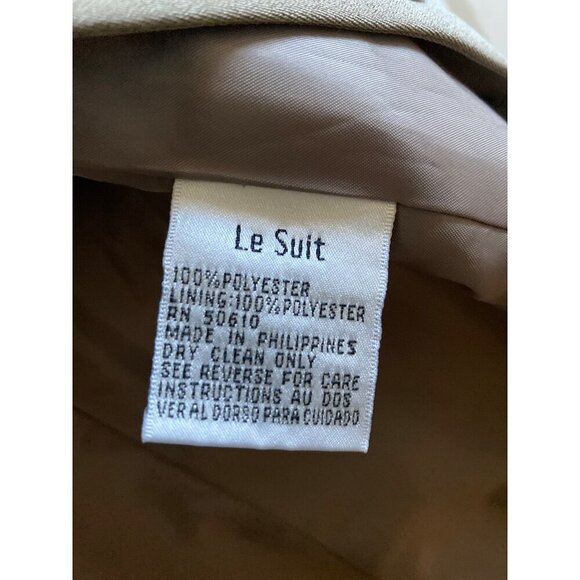 Le Suit
100% POLYESTER
LINING:100% POLYESTER
RN 50610
MADE IN PHILIPPINES
DRY CLEAN ONLY
SEE REVERSE FOR CARE
INSTRUCTIONS AU DOS
VER AL DORSO PARA CUIDADO